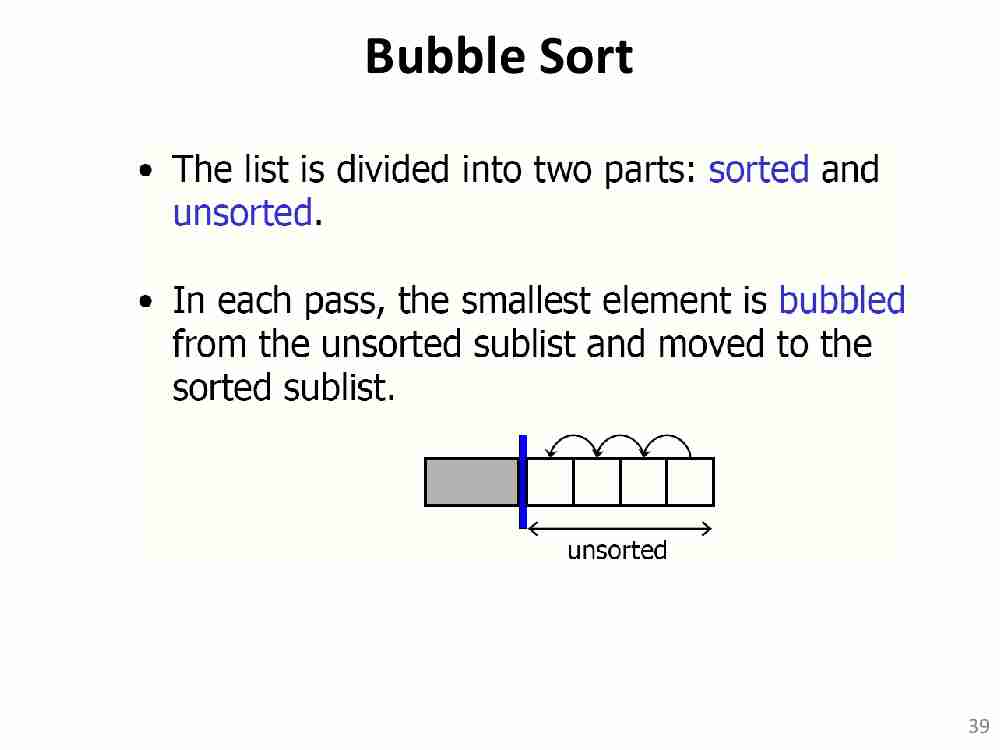 Bubble Sort
• The list is divided into two parts: sorted and
unsorted.
• In each pass, the smallest element is bubbled
from the unsorted sublist and moved to the
sorted sublist.
unsorted
39